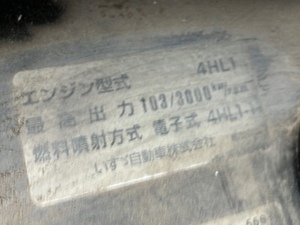 エンジン型式 4HL1
最高出力 103/3000
燃料噴射方式 電子式 4HL1-
いすゞ自動車株式会社